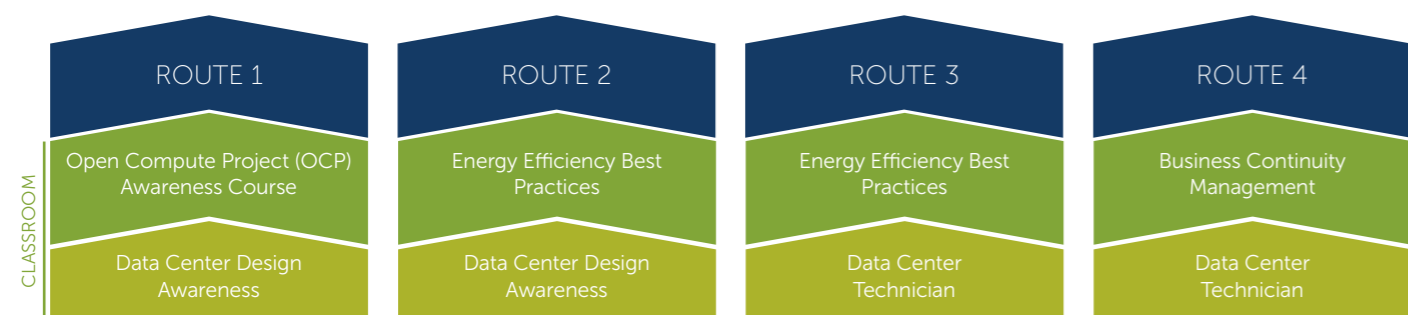 ROUTE 1
ROUTE 2
ROUTE 3
ROUTE 4
CLASSROOM
Open Compute Project (OCP)
Awareness Course
Energy Efficiency Best
Practices
Energy Efficiency Best
Practices
Business Continuity
Management
Data Center Design
Awareness
Data Center Design
Awareness
Data Center
Technician
Data Center
Technician